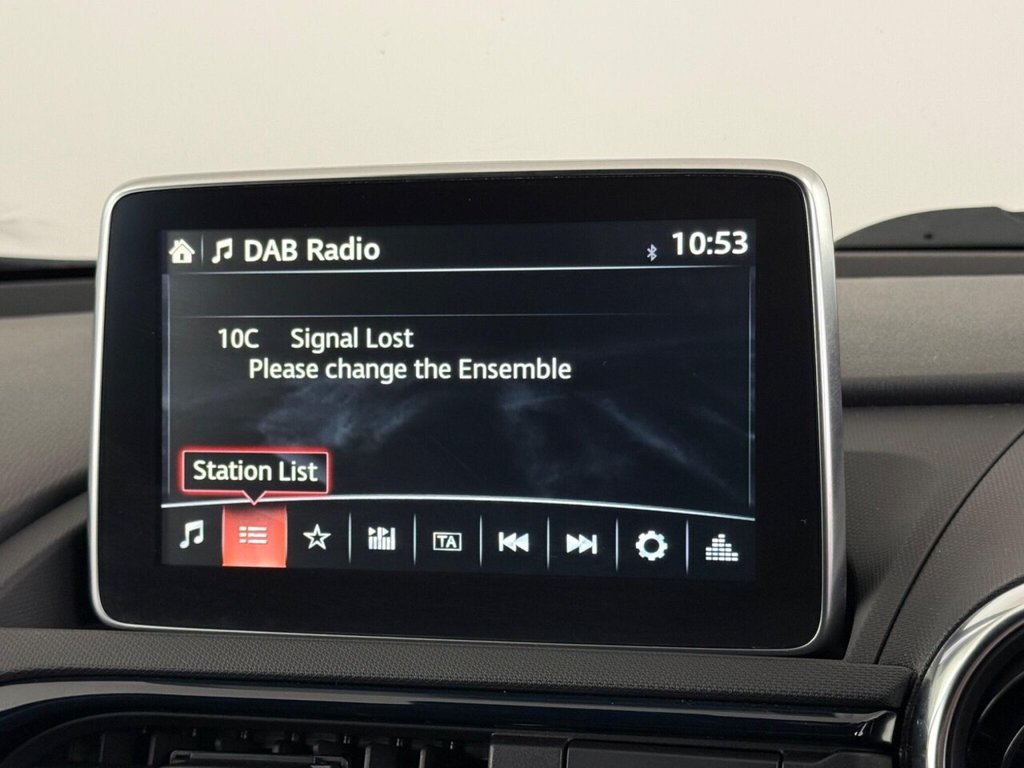 DAB Radio 10:53
10C Signal Lost
Please change the Ensemble
Station List
TA